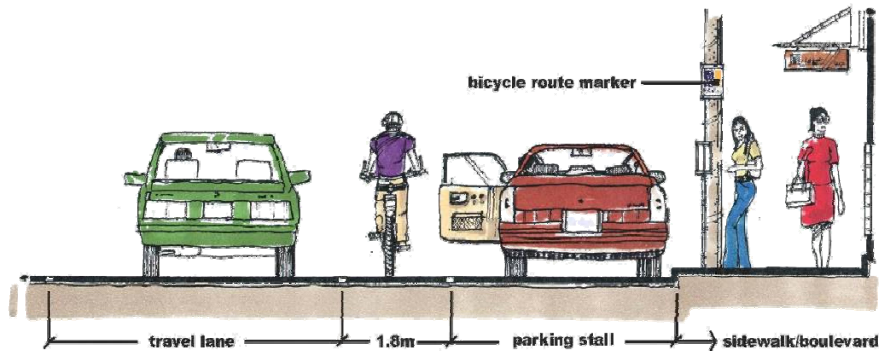 bicycle route marker
travel lane
1.8m
parking stall
sidewalk/boulevard